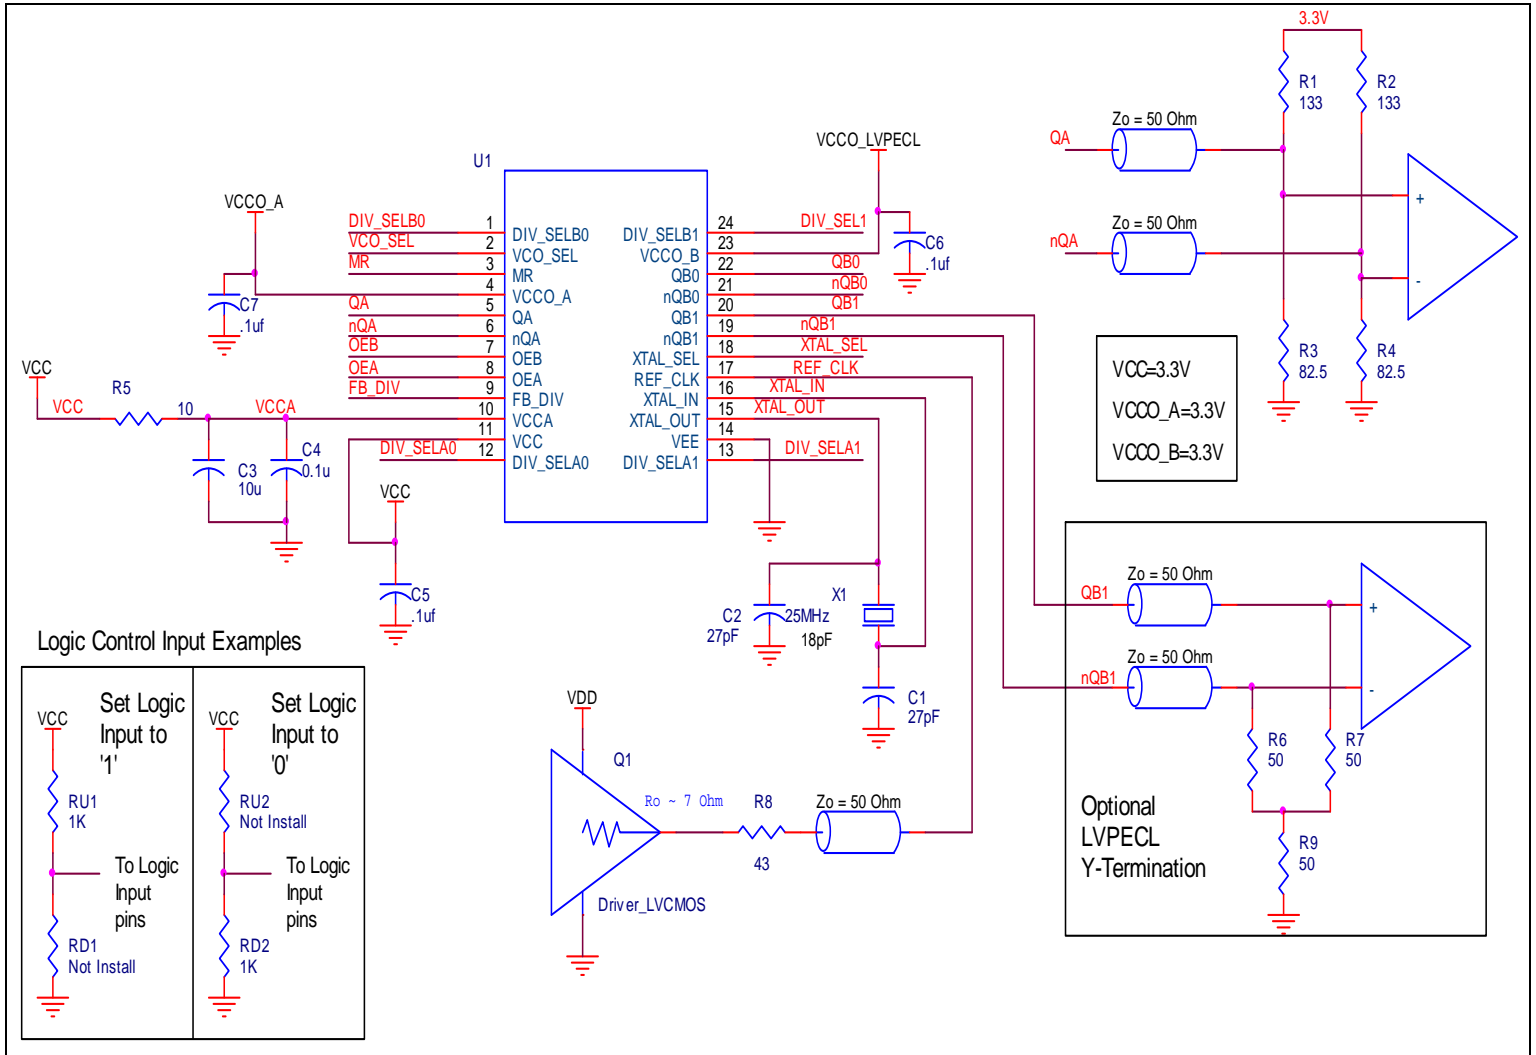 3.3V
R1
133
R2
133
Zo = 50 Ohm
QA
Zo = 50 Ohm
nQA
+
-
R3
82.5
R4
82.5
VCC=3.3V
VCCO_A=3.3V
VCCO_B=3.3V
U1
VCCO_LVPECL
C6
.1uf
VCCO_A
C7
.1uf
DIV_SELB0
VCO_SEL
MR
QA
nQA
OEB
OEA
FB_DIV
DIV_SELA0
1
2
3
4
5
6
7
8
9
10
11
12
DIV_SELB0
VCO_SEL
MR
VCCO_A
QA
nQA
OEB
OEA
FB_DIV
VCCA
VCC
DIV_SELA0
DIV_SELB1
VCCO_B
QB0
nQB0
QB1
nQB1
XTAL_SEL
REF_CLK
XTAL_IN
XTAL_OUT
VEE
DIV_SELA1
24
23
22
21
20
19
18
17
16
15
14
13
DIV_SEL1
QB0
nQB0
QB1
nQB1
XTAL_SEL
REF_CLK
XTAL_IN
XTAL_OUT
DIV_SELA1
VCC
VCC
R5
10
VCCA
C3
10u
C4
0.1u
VCC
C5
.1uf
C2
27pF
X1
25MHz
18pF
C1
27pF
VDD
Q1
Ro ~ 7 Ohm
R8
43
Zo = 50 Ohm
Driver_LVCMOS
QB1
Zo = 50 Ohm
nQB1
Zo = 50 Ohm
+
-
R6
50
R7
50
R9
50
Optional
LVPECL
Y-Termination
Logic Control Input Examples
Set Logic
Input to
'1'
VCC
RU1
1K
To Logic
Input
pins
RD1
Not Install
Set Logic
Input to
'0'
VCC
RU2
Not Install
To Logic
Input
pins
RD2
1K